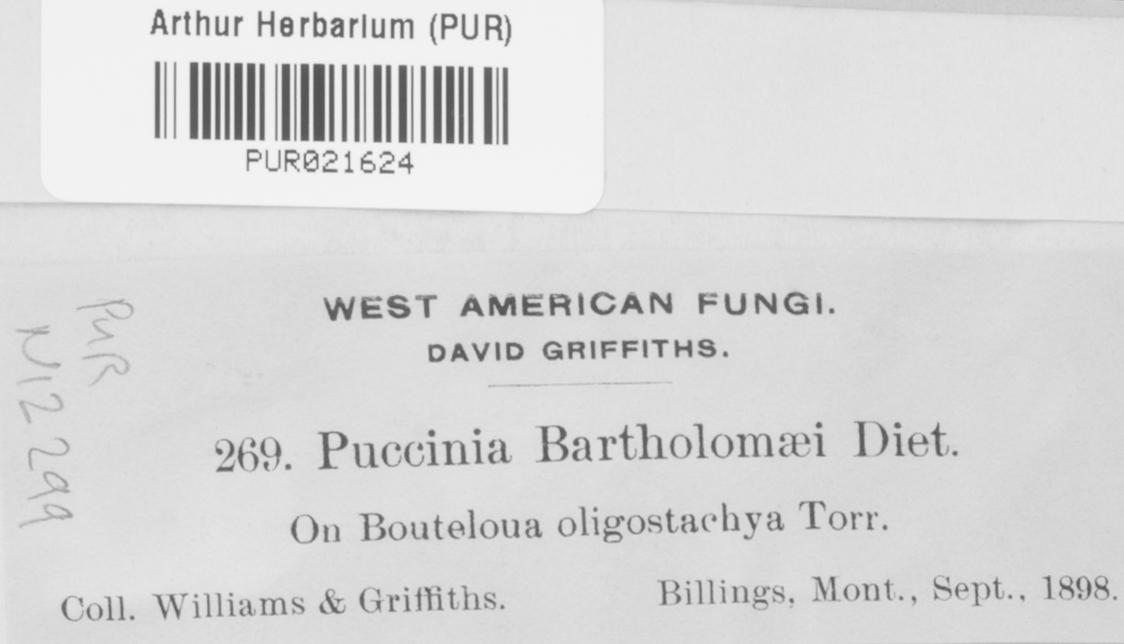 Arthur Herbarium (PUR)
PUR021624
WEST AMERICAN FUNGI.
DAVID GRIFFITHS.
269. Puccinia Bartholomæi Diet.
On Bouteloua oligostachya Torr.
Coll. Williams & Griffiths. Billings, Mont., Sept., 1898.
PUR
N12299